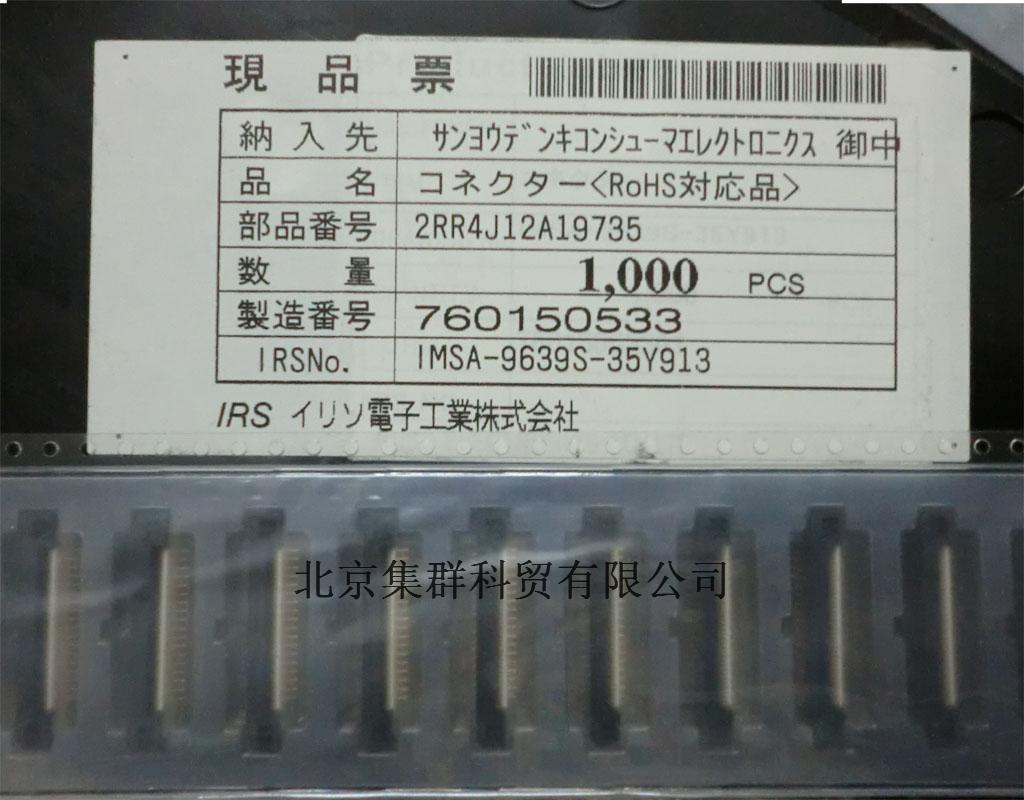 現品票
納入先 サンヨウデンキコンシューマエレクトロニクス 御中
品名 コネクター<RoHS対応品>
部品番号 2RR4J12A19735
数量 1,000 PCS
製造番号 760150533
IRSNo. IMSA-9639S-35Y913
IRS イリソ電子工業株式会社
北京集群科贸有限公司